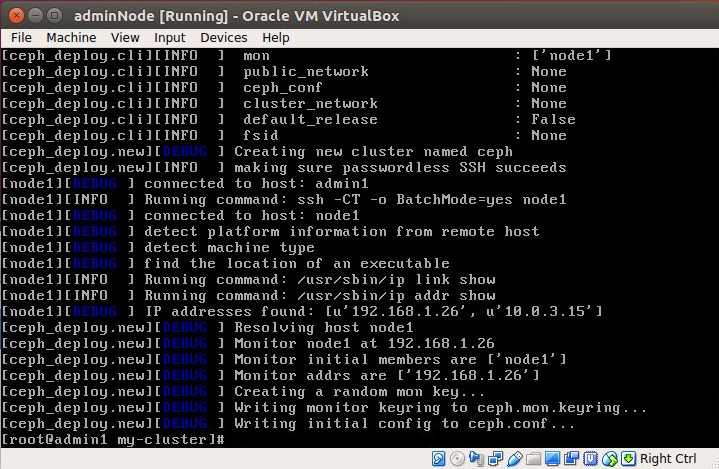 adminNode [Running] - Oracle VM VirtualBox
File Machine View Input Devices Help
[ceph_deploy.cli][INFO  ]  mon                           : ['node1']
[ceph_deploy.cli][INFO  ]  public_network                : None
[ceph_deploy.cli][INFO  ]  ceph_conf                     : None
[ceph_deploy.cli][INFO  ]  cluster_network               : None
[ceph_deploy.cli][INFO  ]  default_release               : False
[ceph_deploy.cli][INFO  ]  fsid                          : None
[ceph_deploy.new][DEBUG ] Creating new cluster named ceph
[ceph_deploy.new][INFO  ] making sure passwordless SSH succeeds
[node1][DEBUG ] connected to host: admin1
[node1][INFO  ] Running command: ssh -CT -o BatchMode=yes node1
[node1][DEBUG ] connected to host: node1
[node1][DEBUG ] detect platform information from remote host
[node1][DEBUG ] detect machine type
[node1][DEBUG ] find the location of an executable
[node1][INFO  ] Running command: /usr/sbin/ip link show
[node1][INFO  ] Running command: /usr/sbin/ip addr show
[node1][DEBUG ] IP addresses found: [u'192.168.1.26', u'10.0.3.15']
[ceph_deploy.new][DEBUG ] Resolving host node1
[ceph_deploy.new][DEBUG ] Monitor node1 at 192.168.1.26
[ceph_deploy.new][DEBUG ] Monitor initial members are ['node1']
[ceph_deploy.new][DEBUG ] Monitor addrs are ['192.168.1.26']
[ceph_deploy.new][DEBUG ] Creating a random mon key...
[ceph_deploy.new][DEBUG ] Writing monitor keyring to ceph.mon.keyring...
[ceph_deploy.new][DEBUG ] Writing initial config to ceph.conf...
[root@admin1 my-cluster]#
Right Ctrl